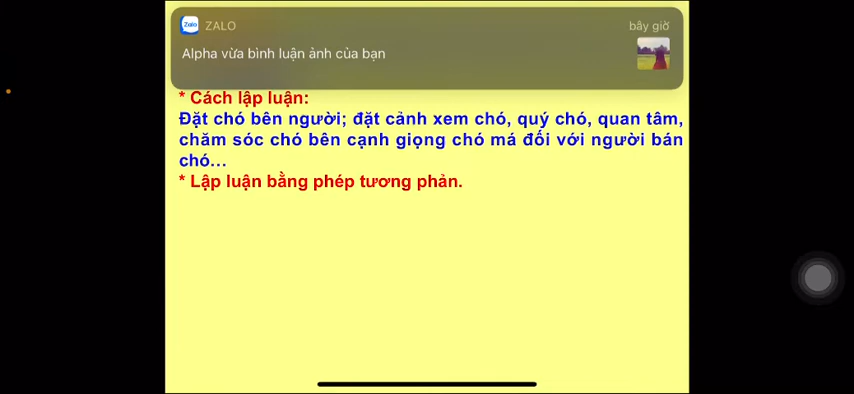 Zalo
ZALO
bây giờ
Alpha vừa bình luận ảnh của bạn
* Cách lập luận:
Đặt chó bên người; đặt cảnh xem chó, quý chó, quan tâm,
chăm sóc chó bên cạnh giọng chó má đối với người bán
chó...
* Lập luận bằng phép tương phản.